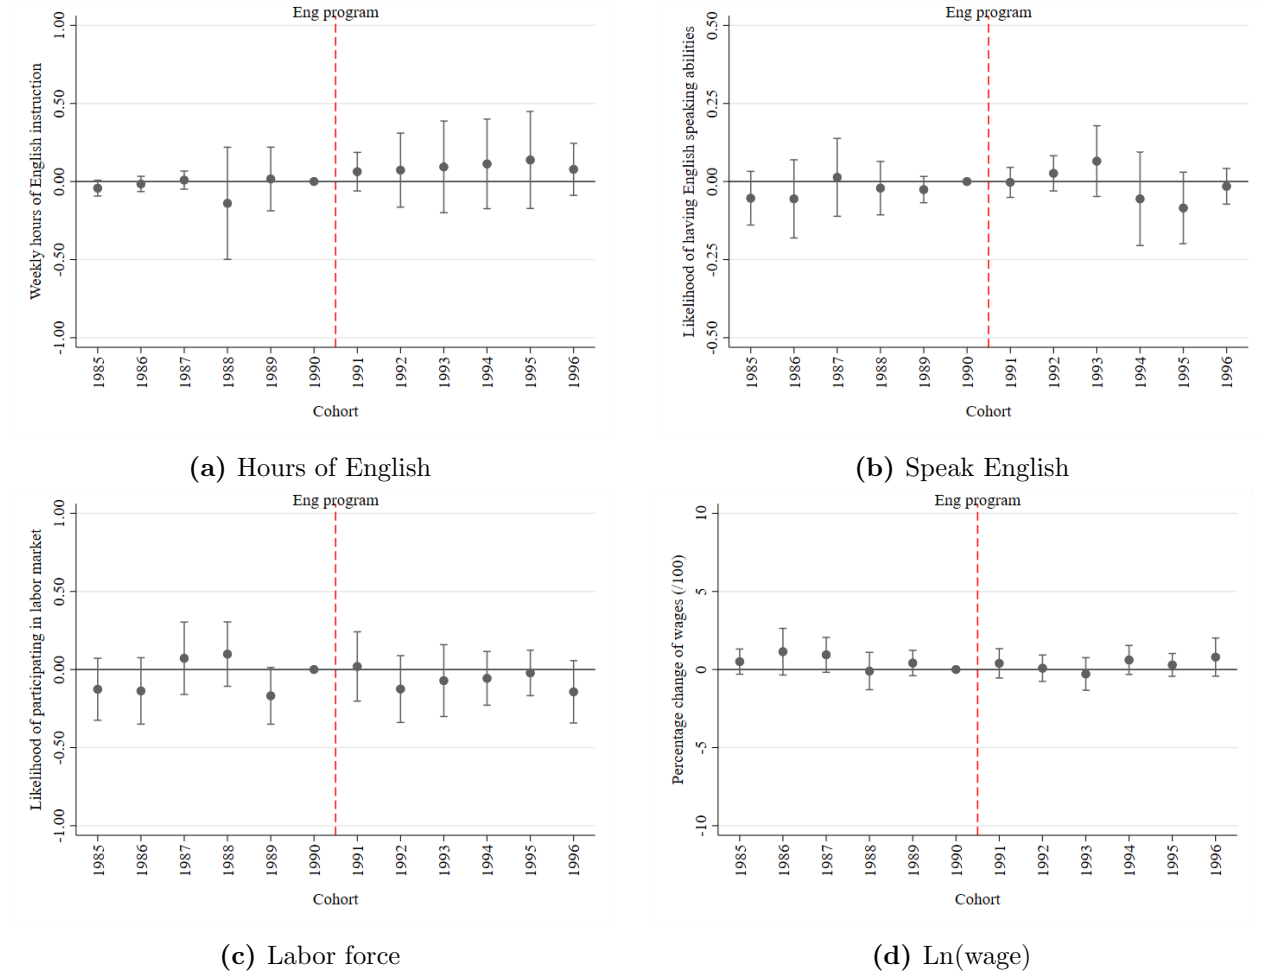 Eng program
Weekly hours of English instruction
1.00
0.50
0.00
-0.50
-1.00
1985 1986 1987 1988 1989 1990 1991 1992 1993 1994 1995 1996
Cohort
(a) Hours of English
Eng program
Likelihood of having English speaking abilities
0.50
0.25
0.00
-0.25
-0.50
1985 1986 1987 1988 1989 1990 1991 1992 1993 1994 1995 1996
Cohort
(b) Speak English
Eng program
Likelihood of participating in labor market
1.00
0.50
0.00
-0.50
-1.00
1985 1986 1987 1988 1989 1990 1991 1992 1993 1994 1995 1996
Cohort
(c) Labor force
Eng program
Percentage change of wages (/100)
10
5
0
-5
-10
1985 1986 1987 1988 1989 1990 1991 1992 1993 1994 1995 1996
Cohort
(d) Ln(wage)